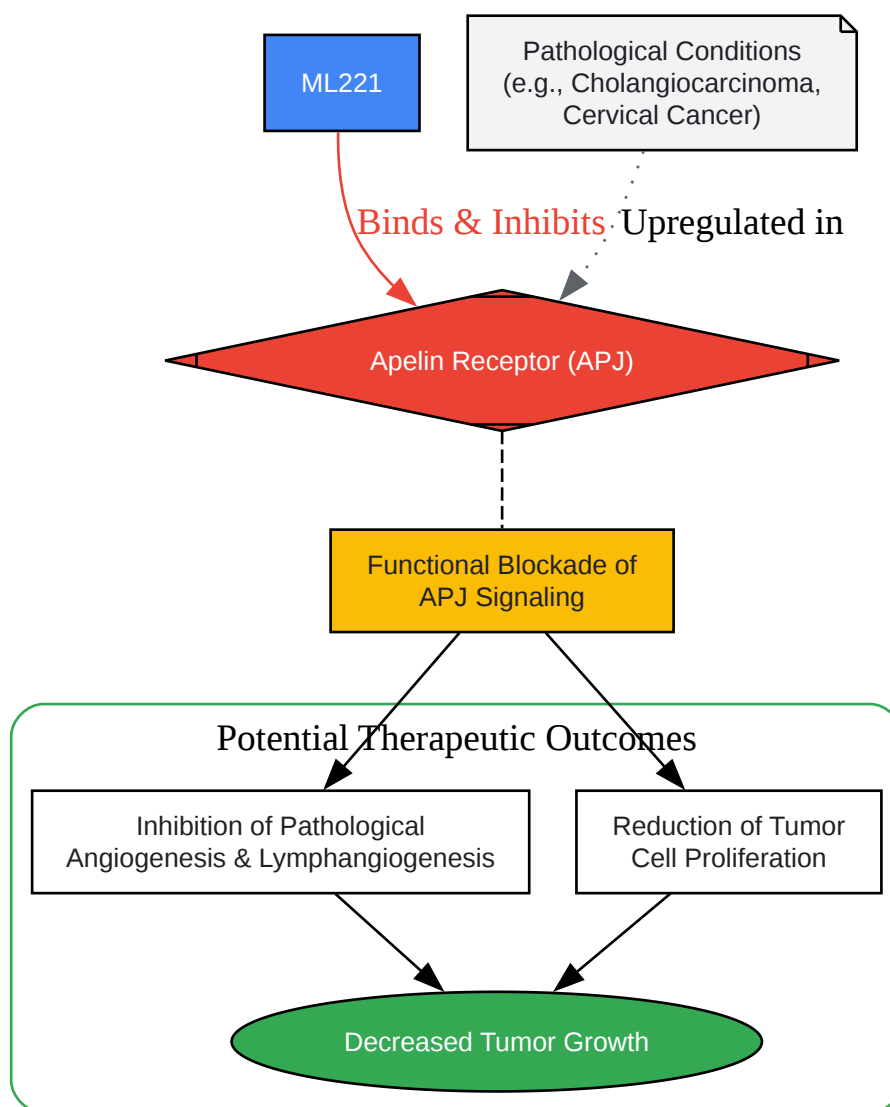 ML221
Pathological Conditions
(e.g., Cholangiocarcinoma,
Cervical Cancer)
Binds & Inhibits
Upregulated in
Apelin Receptor (APJ)
Functional Blockade of
APJ Signaling
Potential Therapeutic Outcomes
Inhibition of Pathological
Angiogenesis & Lymphangiogenesis
Reduction of Tumor
Cell Proliferation
Decreased Tumor Growth